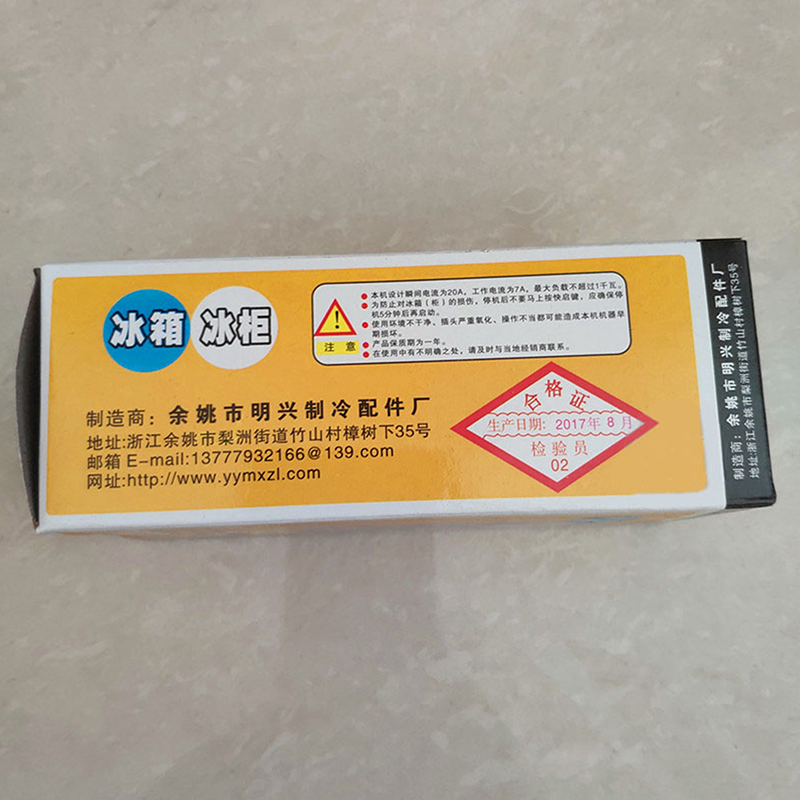 冰箱
冰柜
注 意
●本机设计瞬间电流为20A，工作电流为7A，最大负载不超过1千瓦。
●为防止对冰箱（柜）的损伤，停机后不要马上按快启键，应确保停
机5分钟后再启动。
●使用环境不干净、插头严重氧化、操作不当都可能造成本机机器早
期损坏。
●产品保质期为一年。
●在使用中有不明确之处，请及时与当地经销商联系。
制造商：余姚市明兴制冷配件厂
地址:浙江余姚市梨洲街道竹山村樟树下35号
邮箱 E-mail:13777932166@139.com
网址:http://www.yymxzl.com
合格证
生产日期: 2017年 8 月
检验员
02
制造商：余姚市明兴制冷配件厂
地址:浙江余姚市梨洲街道竹山村樟树下35号